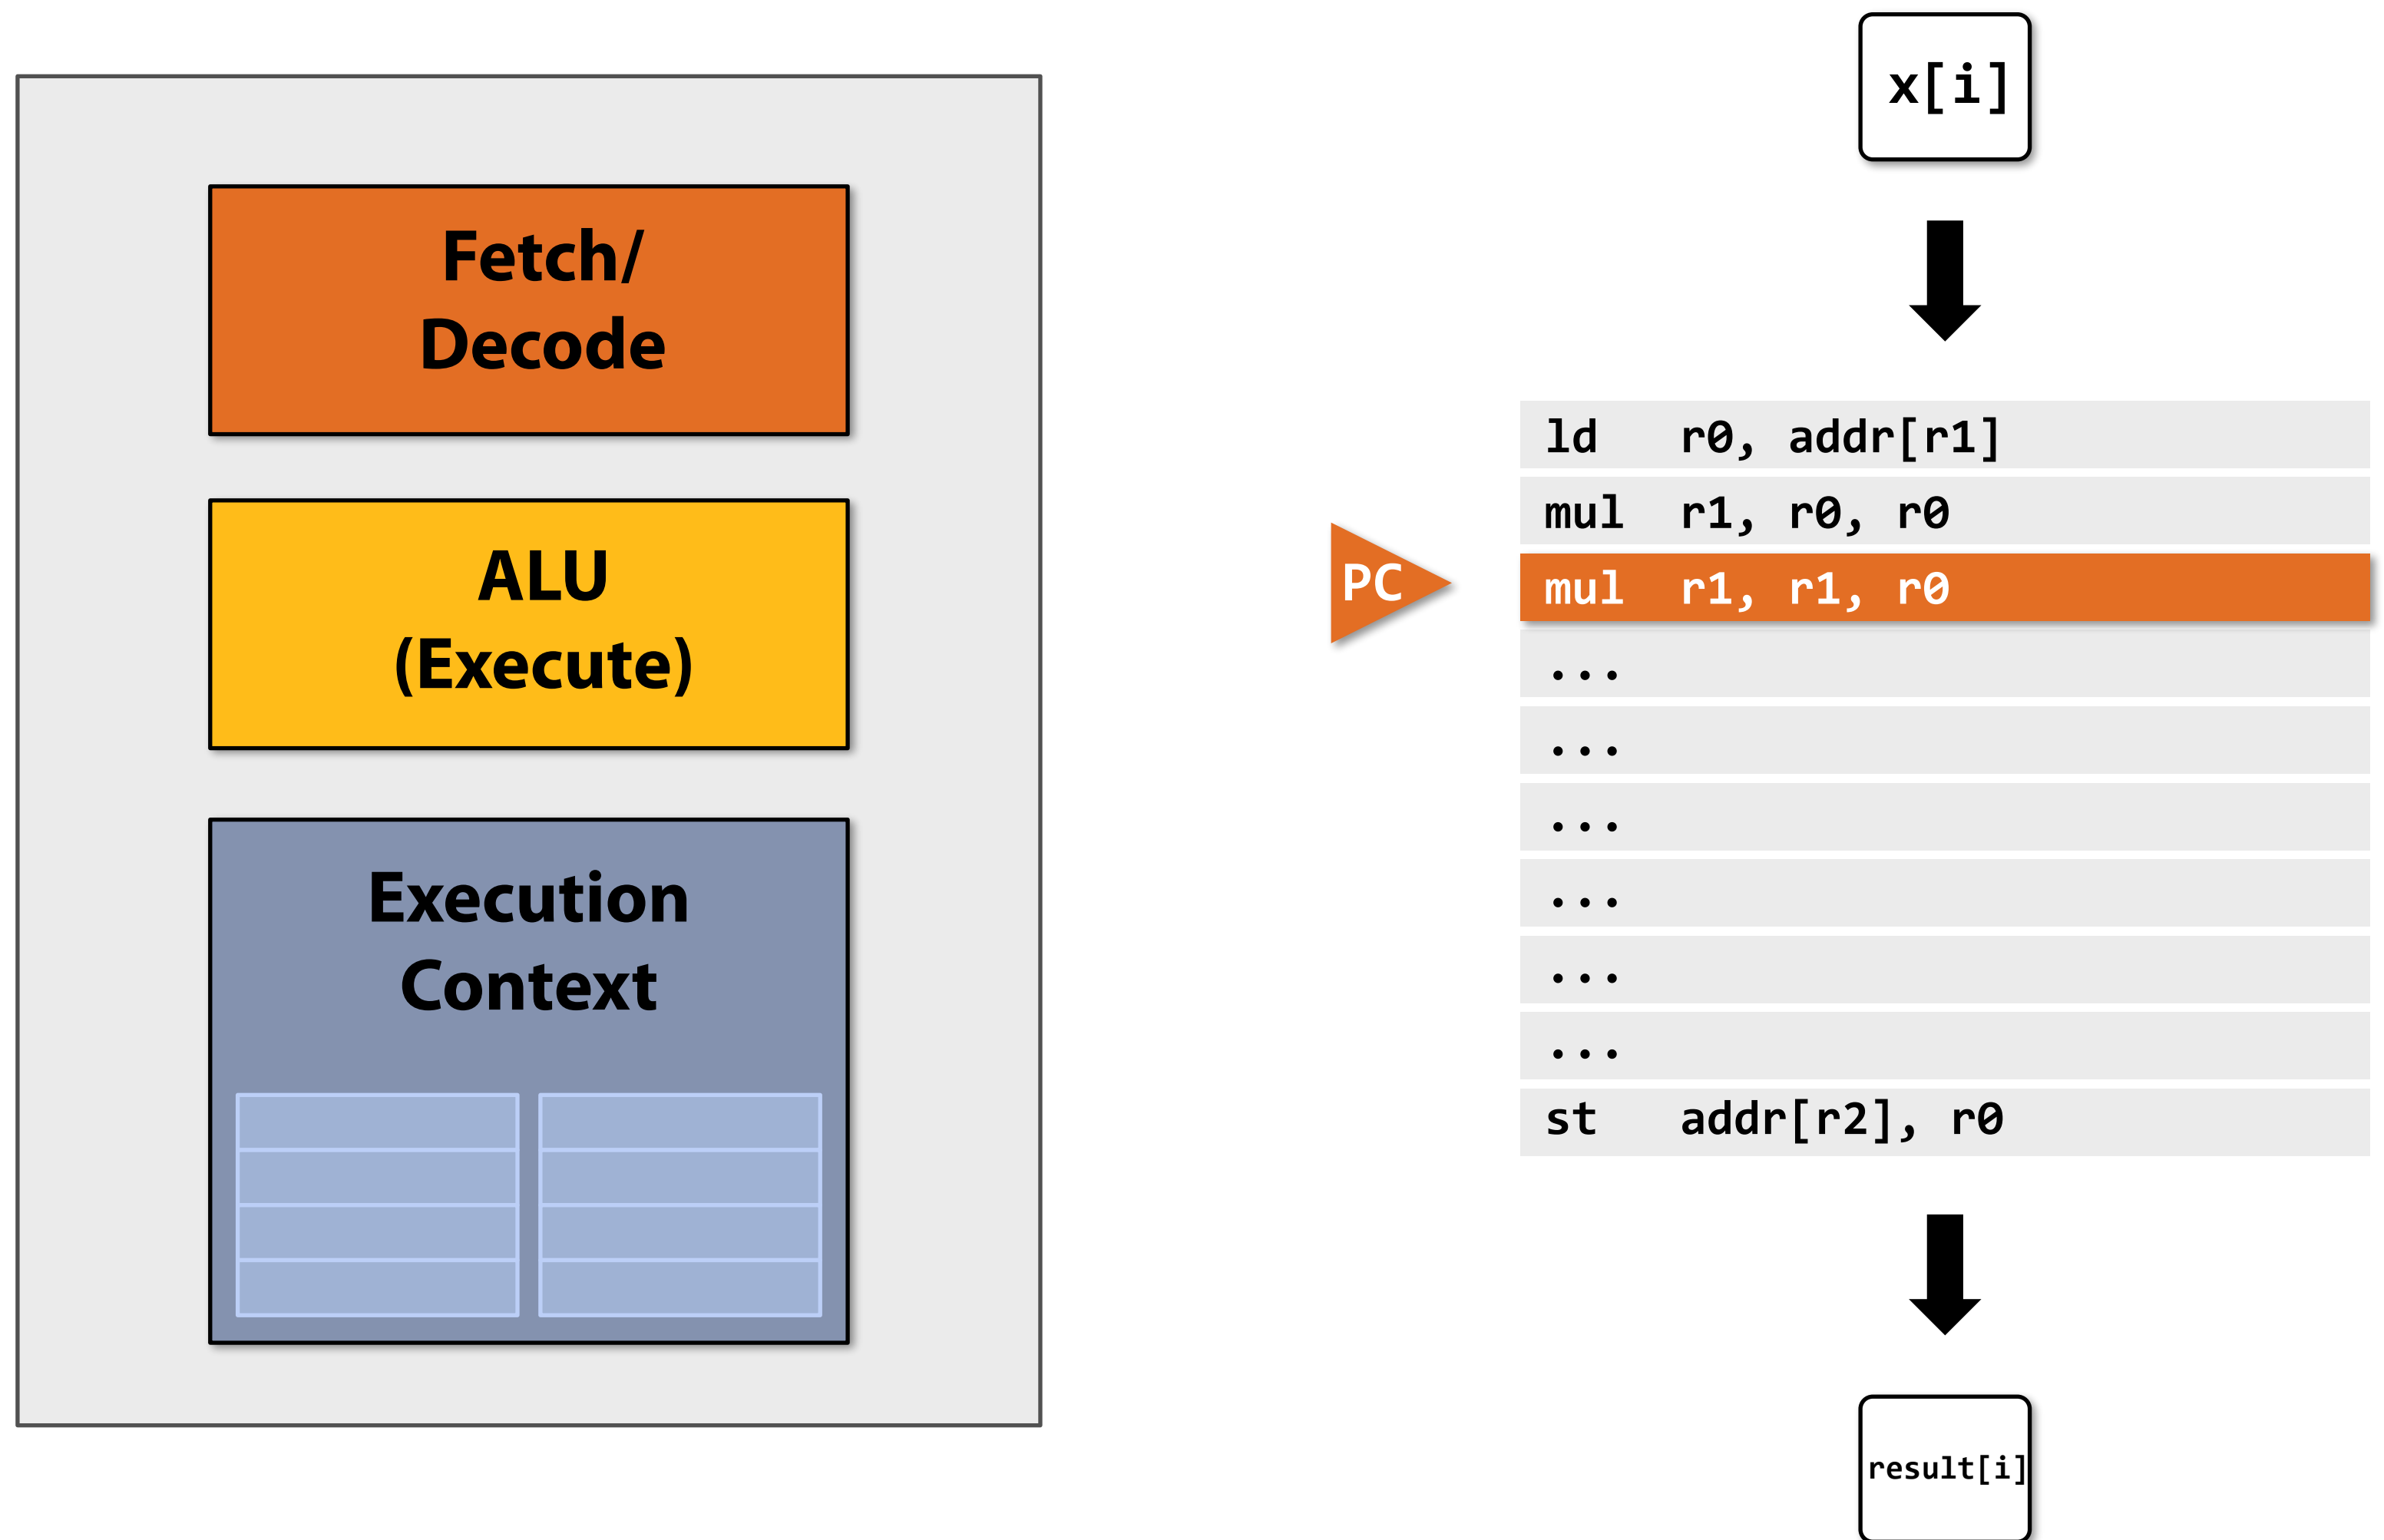 Fetch/
Decode
ALU
(Execute)
Execution
Context
x[i]
PC
ld r0, addr[r1]
mul r1, r0, r0
mul r1, r1, r0
...
...
...
...
...
...
st addr[r2], r0
result[i]